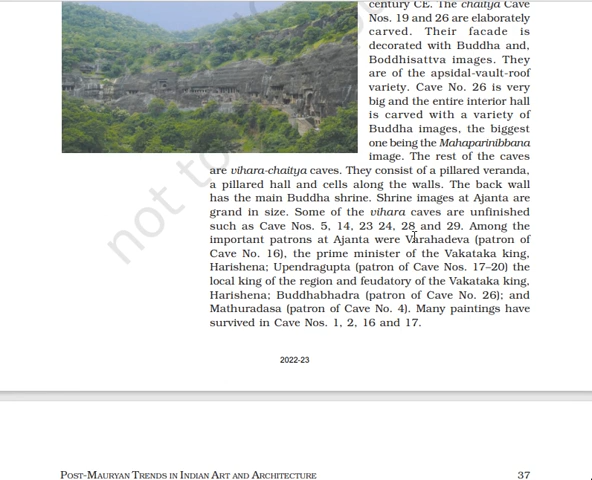 century CE. The chaitya Cave
Nos. 19 and 26 are elaborately
carved. Their facade is
decorated with Buddha and,
Boddhisattva images. They
are of the apsidal-vault-roof
variety. Cave No. 26 is very
big and the entire interior hall
is carved with a variety of
Buddha images, the biggest
one being the Mahaparinibbana
image. The rest of the caves
are vihara-chaitya caves. They consist of a pillared veranda,
a pillared hall and cells along the walls. The back wall
has the main Buddha shrine. Shrine images at Ajanta are
grand in size. Some of the vihara caves are unfinished
such as Cave Nos. 5, 14, 23 24, 28 and 29. Among the
important patrons at Ajanta were Varahadeva (patron of
Cave No. 16), the prime minister of the Vakataka king,
Harishena; Upendragupta (patron of Cave Nos. 17–20) the
local king of the region and feudatory of the Vakataka king,
Harishena; Buddhabhadra (patron of Cave No. 26); and
Mathuradasa (patron of Cave No. 4). Many paintings have
survived in Cave Nos. 1, 2, 16 and 17.
not to
2022-23
Post-Mauryan Trends in Indian Art and Architecture 37